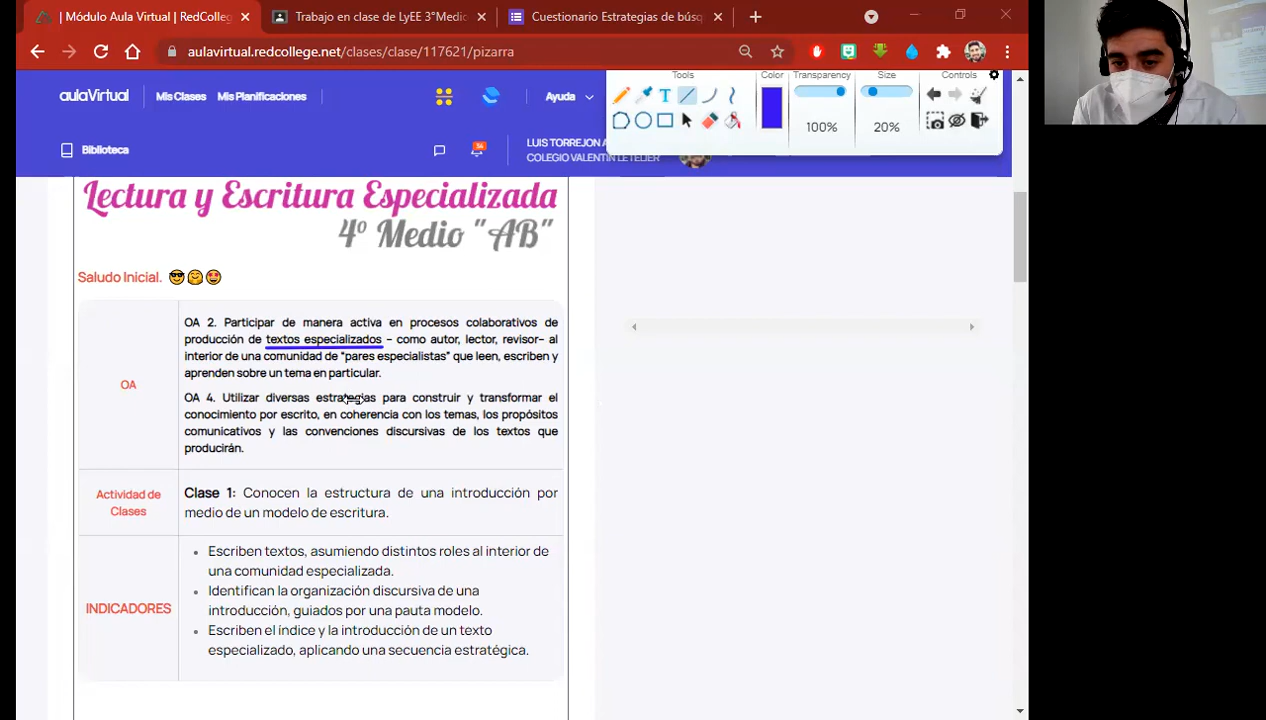 | Módulo Aula Virtual | RedColleg
Trabajo en clase de LyEE 3°Medio
Cuestionario Estrategias de búsq
aulavirtual.redcollege.net/clases/clase/117621/pizarra
aulaVirtual
Mis Clases
Mis Planificaciones
Ayuda
Tools
Color
Transparency
Size
Controls
100%
20%
Biblioteca
LUIS TORREJON A
COLEGIO VALENTIN LETELIER
Lectura y Escritura Especializada
4º Medio "AB"
Saludo Inicial.
OA
OA 2. Participar de manera activa en procesos colaborativos de
producción de textos especializados – como autor, lector, revisor– al
interior de una comunidad de “pares especialistas” que leen, escriben y
aprenden sobre un tema en particular.
OA 4. Utilizar diversas estrategias para construir y transformar el
conocimiento por escrito, en coherencia con los temas, los propósitos
comunicativos y las convenciones discursivas de los textos que
producirán.
Actividad de
Clases
Clase 1: Conocen la estructura de una introducción por
medio de un modelo de escritura.
INDICADORES
• Escriben textos, asumiendo distintos roles al interior de
una comunidad especializada.
• Identifican la organización discursiva de una
introducción, guiados por una pauta modelo.
• Escriben el índice y la introducción de un texto
especializado, aplicando una secuencia estratégica.